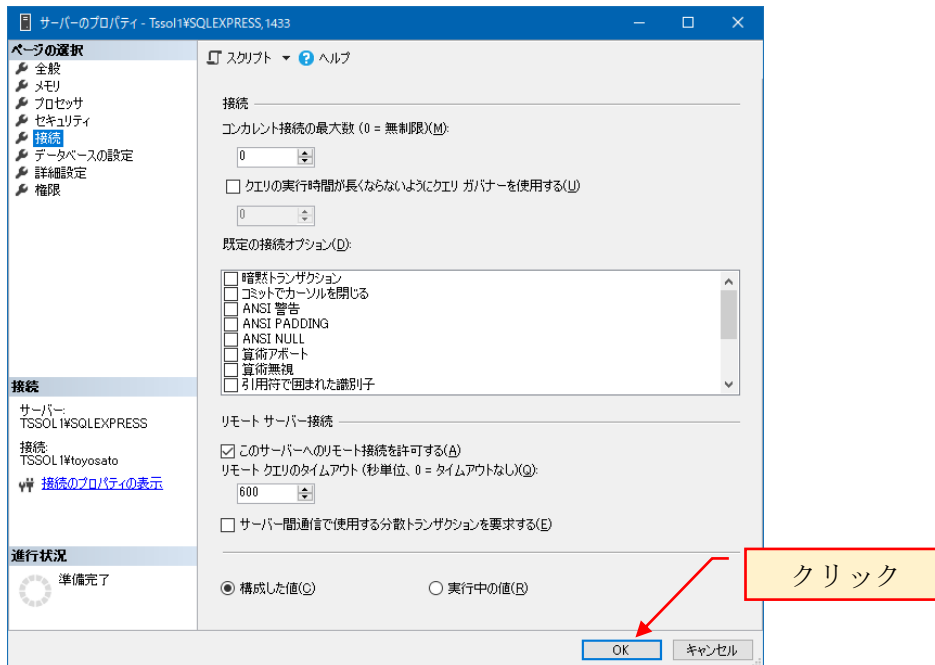 サーバーのプロパティ - Tssol1¥SQLEXPRESS,1433
ページの選択
全般
メモリ
プロセッサ
セキュリティ
接続
データベースの設定
詳細設定
権限
接続
サーバー:
TSSOL1¥SQLEXPRESS
接続:
TSSOL1¥toyosato
接続のプロパティの表示
進行状況
準備完了
スクリプト
ヘルプ
接続
コンカレント接続の最大数 (0 = 無制限)(M):
0
クエリの実行時間が長くならないようにクエリ ガバナーを使用する(U)
0
既定の接続オプション(D):
暗黙トランザクション
コミットでカーソルを閉じる
ANSI 警告
ANSI PADDING
ANSI NULL
算術アボート
算術無視
引用符で囲まれた識別子
リモート サーバー接続
このサーバーへのリモート接続を許可する(A)
リモート クエリのタイムアウト (秒単位、0 = タイムアウトなし)(Q):
600
サーバー間通信で使用する分散トランザクションを要求する(E)
構成した値(C)
実行中の値(R)
クリック
OK
キャンセル